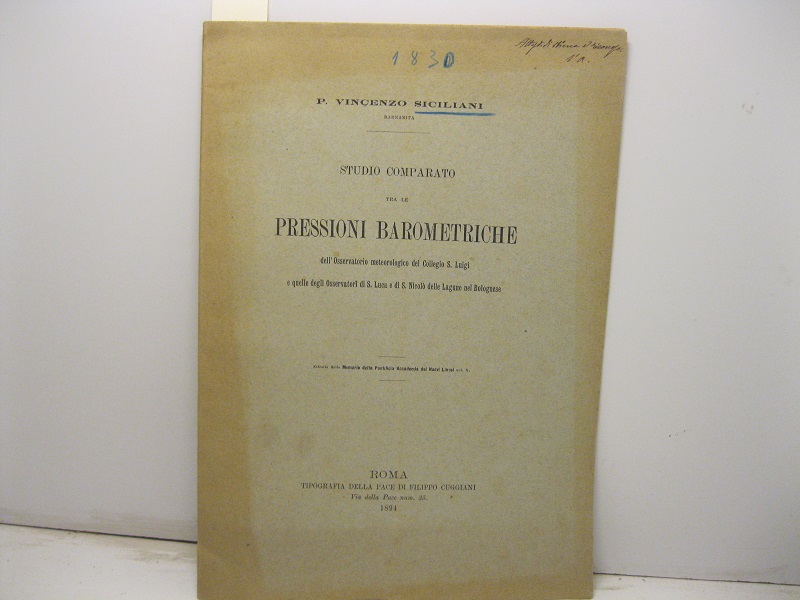 1830
P. VINCENZO SICILIANI
BARNABITA
STUDIO COMPARATO
TRA LE
PRESSIONI BAROMETRICHE
dell'Osservatorio meteorologico del Collegio S. Luigi
e quelle degli Osservatori di S. Luca e di S. Nicolò delle Lagune nel Bolognese
Estratto dalle Memorie della Pontificia Accademia dei Nuovi Lincei vol.
ROMA
TIPOGRAFIA DELLA PACE DI FILIPPO CUGGIANI
Via della Pace num. 35.
1894